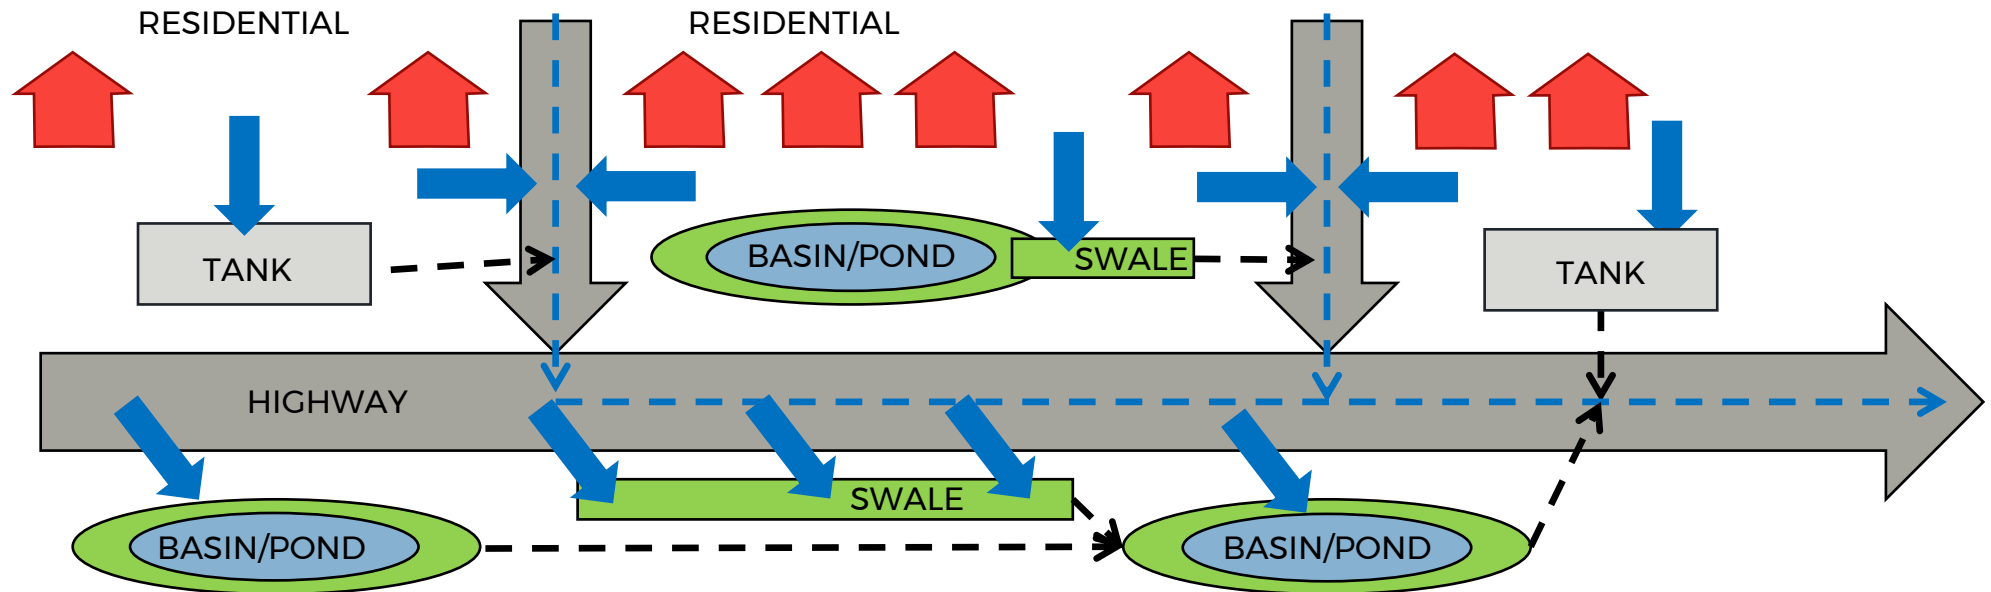 RESIDENTIAL
RESIDENTIAL
BASIN/POND
SWALE
TANK
TANK
HIGHWAY
SWALE
BASIN/POND
BASIN/POND